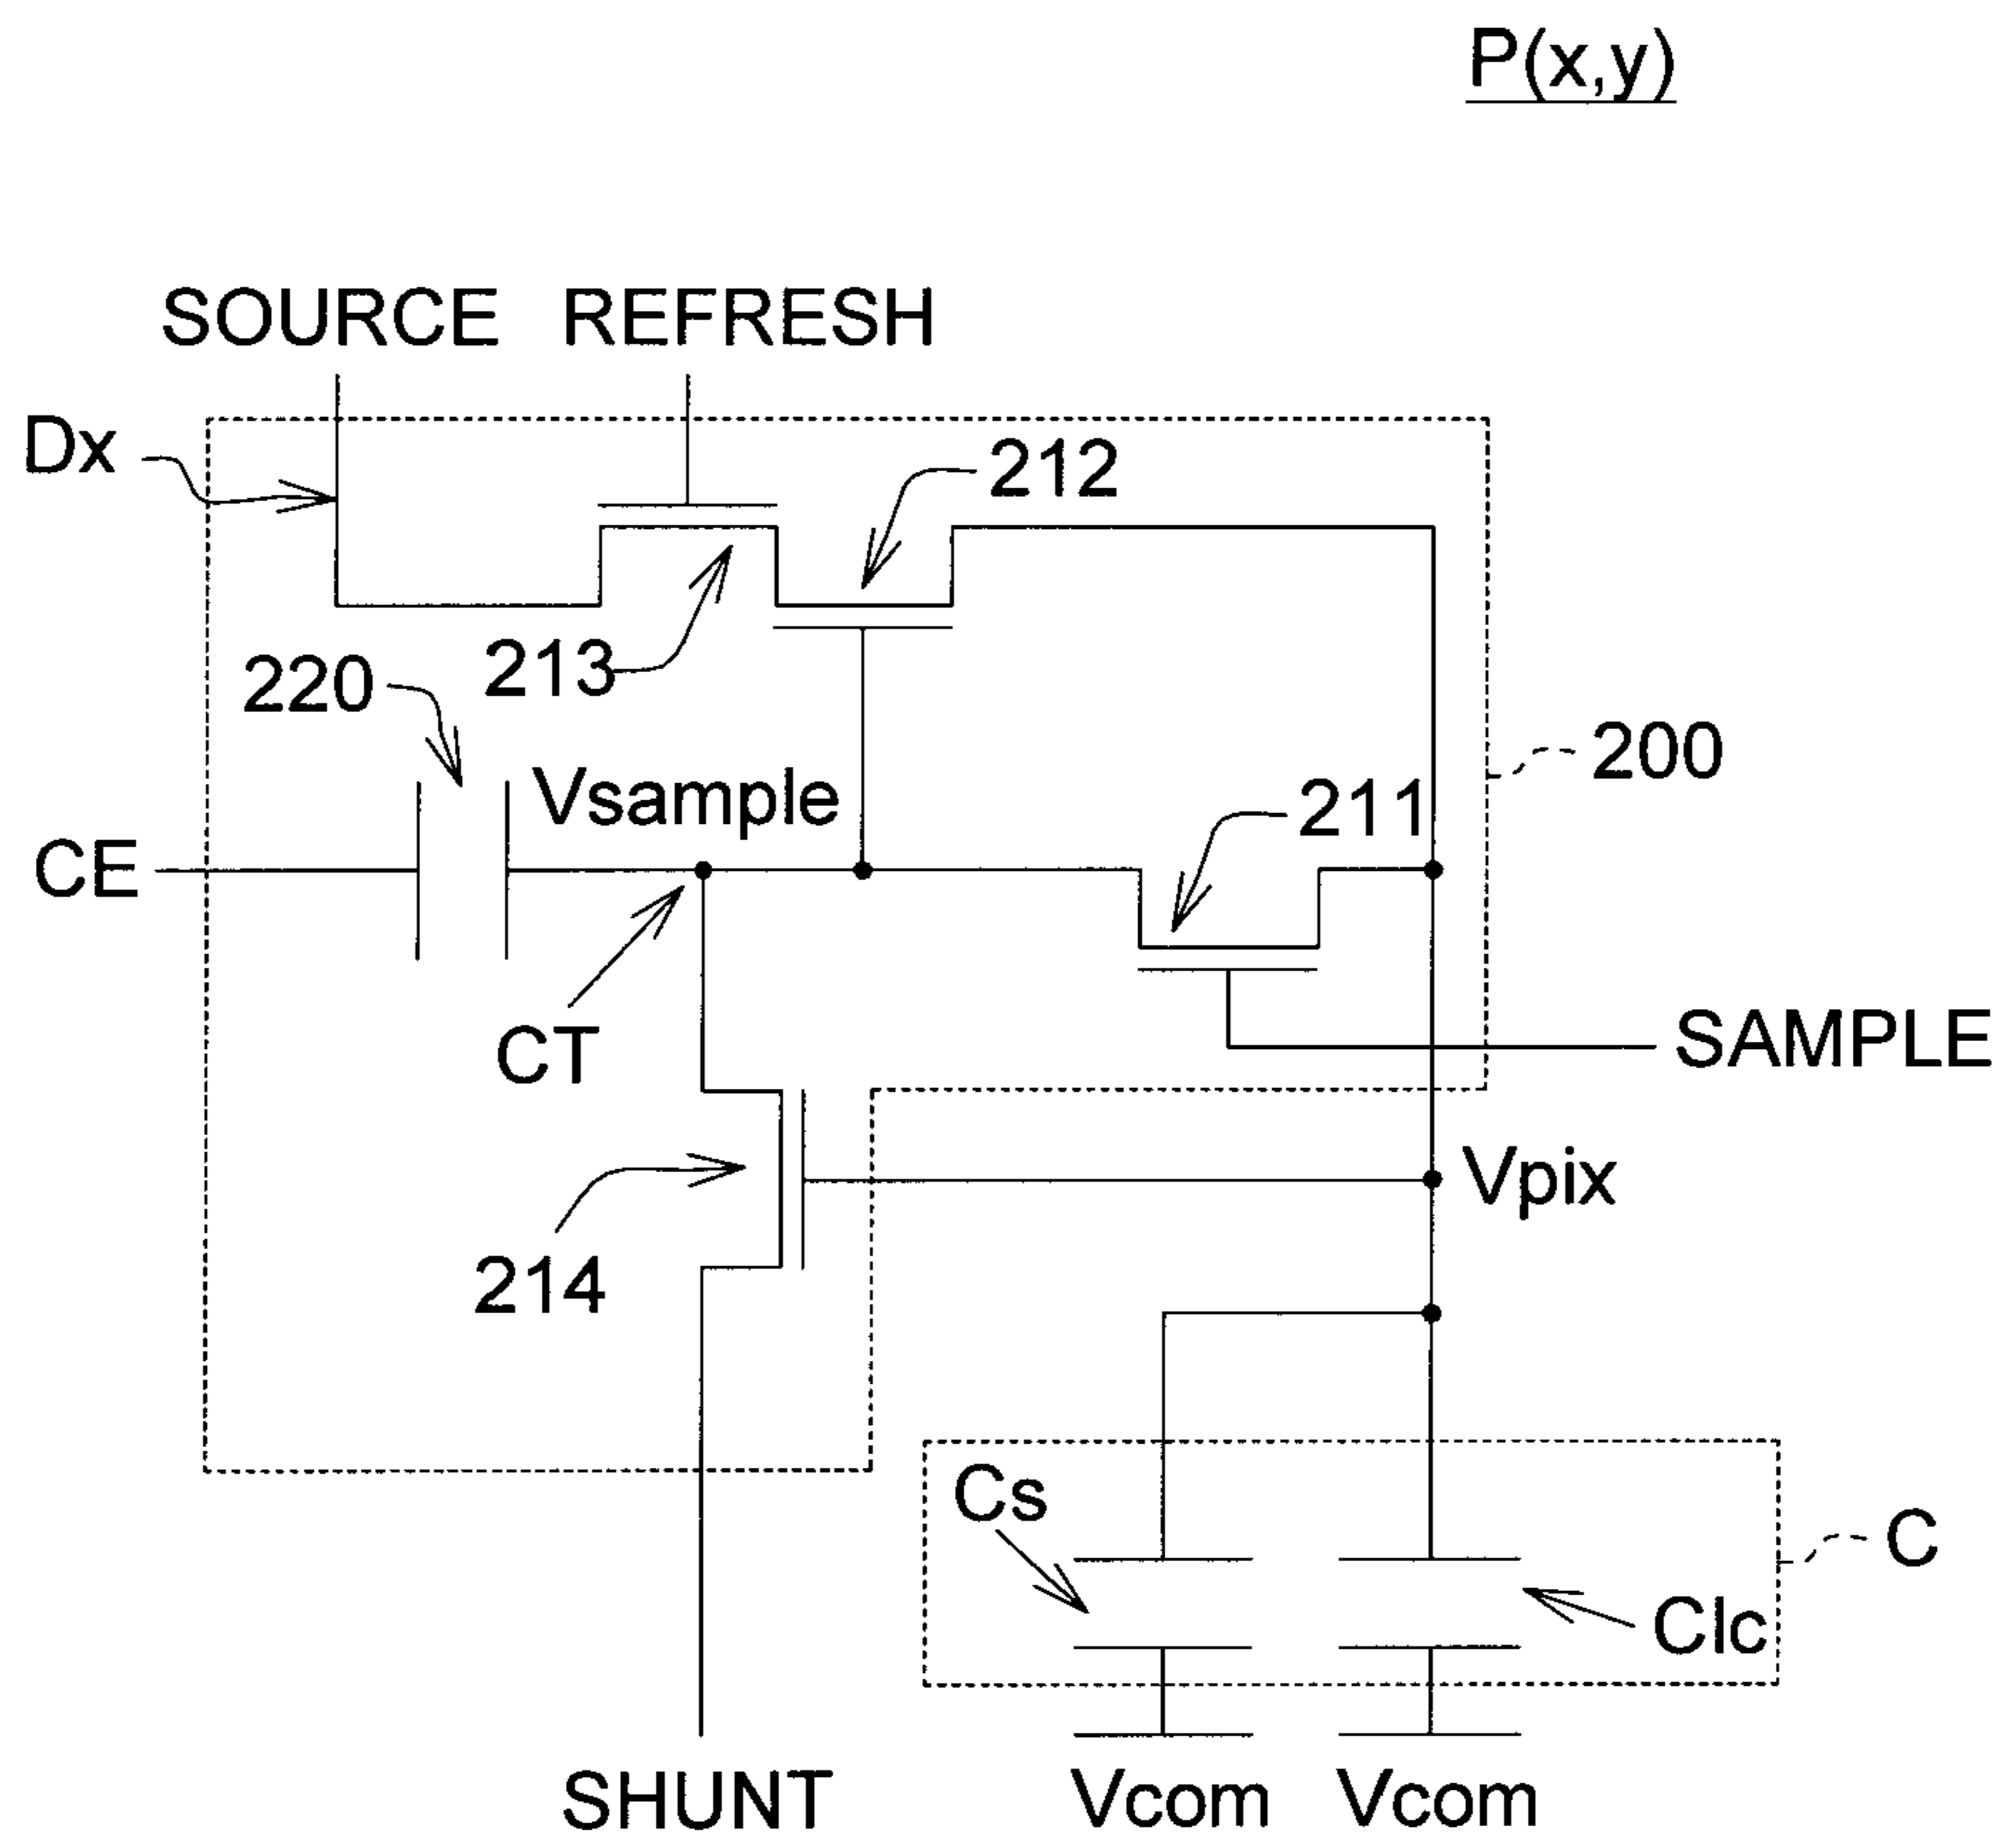 P(x,y)
SOURCE REFRESH
Dx
212
213
220
200
Vsample
211
CE
CT
SAMPLE
Vpix
214
Cs
C
Clc
SHUNT
Vcom
Vcom